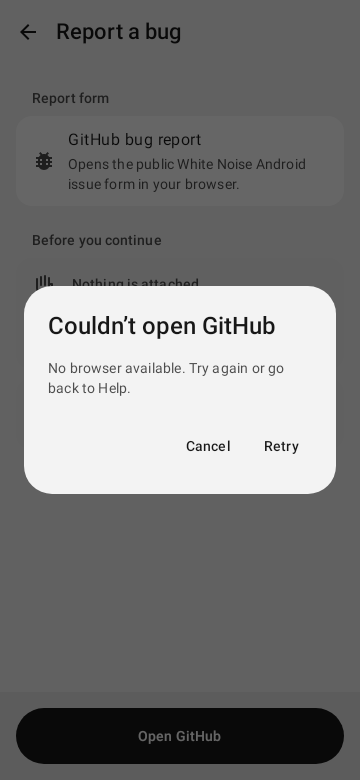 Report a bug
Report form
GitHub bug report
Opens the public White Noise Android
issue form in your browser.
Before you continue
Nothing is attached
Couldn’t open GitHub
No browser available. Try again or go
back to Help.
Cancel
Retry
Open GitHub